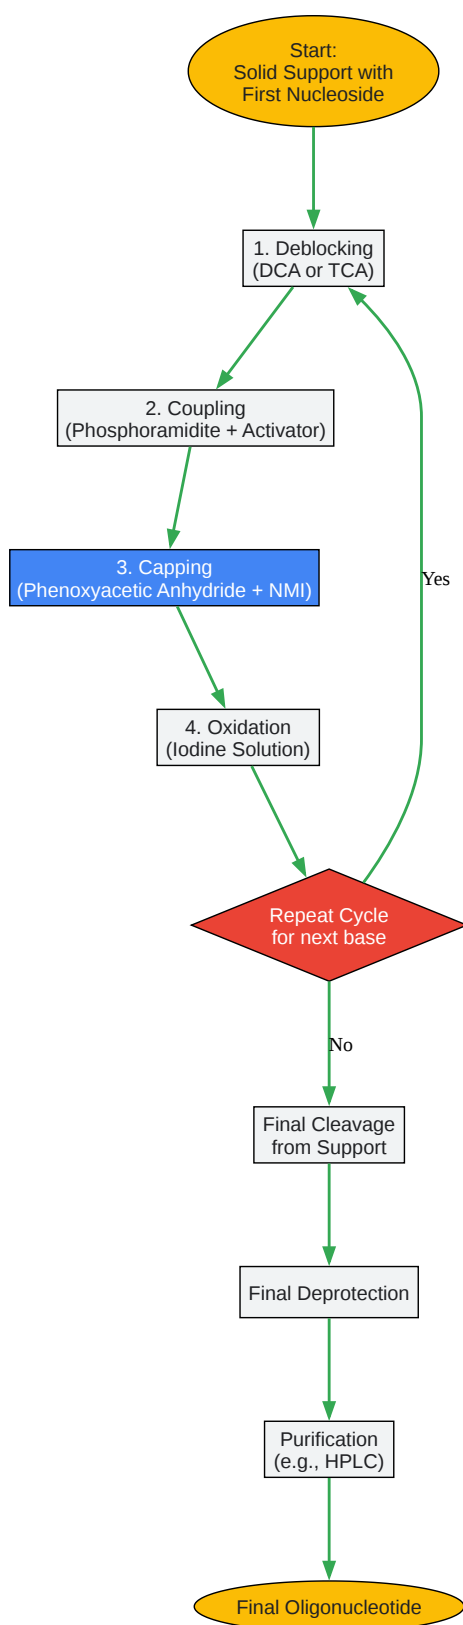 Start:
Solid Support with
First Nucleoside
1. Deblocking
(DCA or TCA)
2. Coupling
(Phosphoramidite + Activator)
3. Capping
(Phenoxyacetic Anhydride + NMI)
Yes
4. Oxidation
(Iodine Solution)
Repeat Cycle
for next base
No
Final Cleavage
from Support
Final Deprotection
Purification
(e.g., HPLC)
Final Oligonucleotide